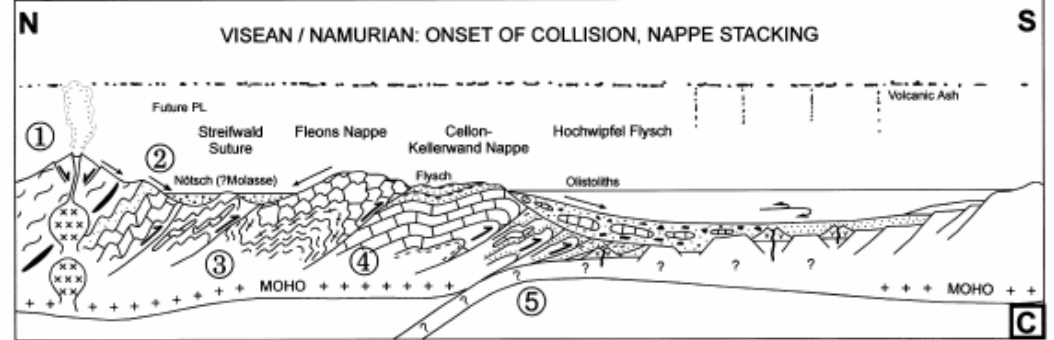 N
S
VISEAN / NAMURIAN: ONSET OF COLLISION, NAPPE STACKING
Volcanic Ash
Future PL
①
②
Streifwald
Suture
Fleons Nappe
Cellon-
Kellerwand Nappe
Hochwipfel Flysch
Nötsch (?Molasse)
Flysch
Olistoliths
③
④
⑤
? ? ? ? ?
?
MOHO
MOHO
C